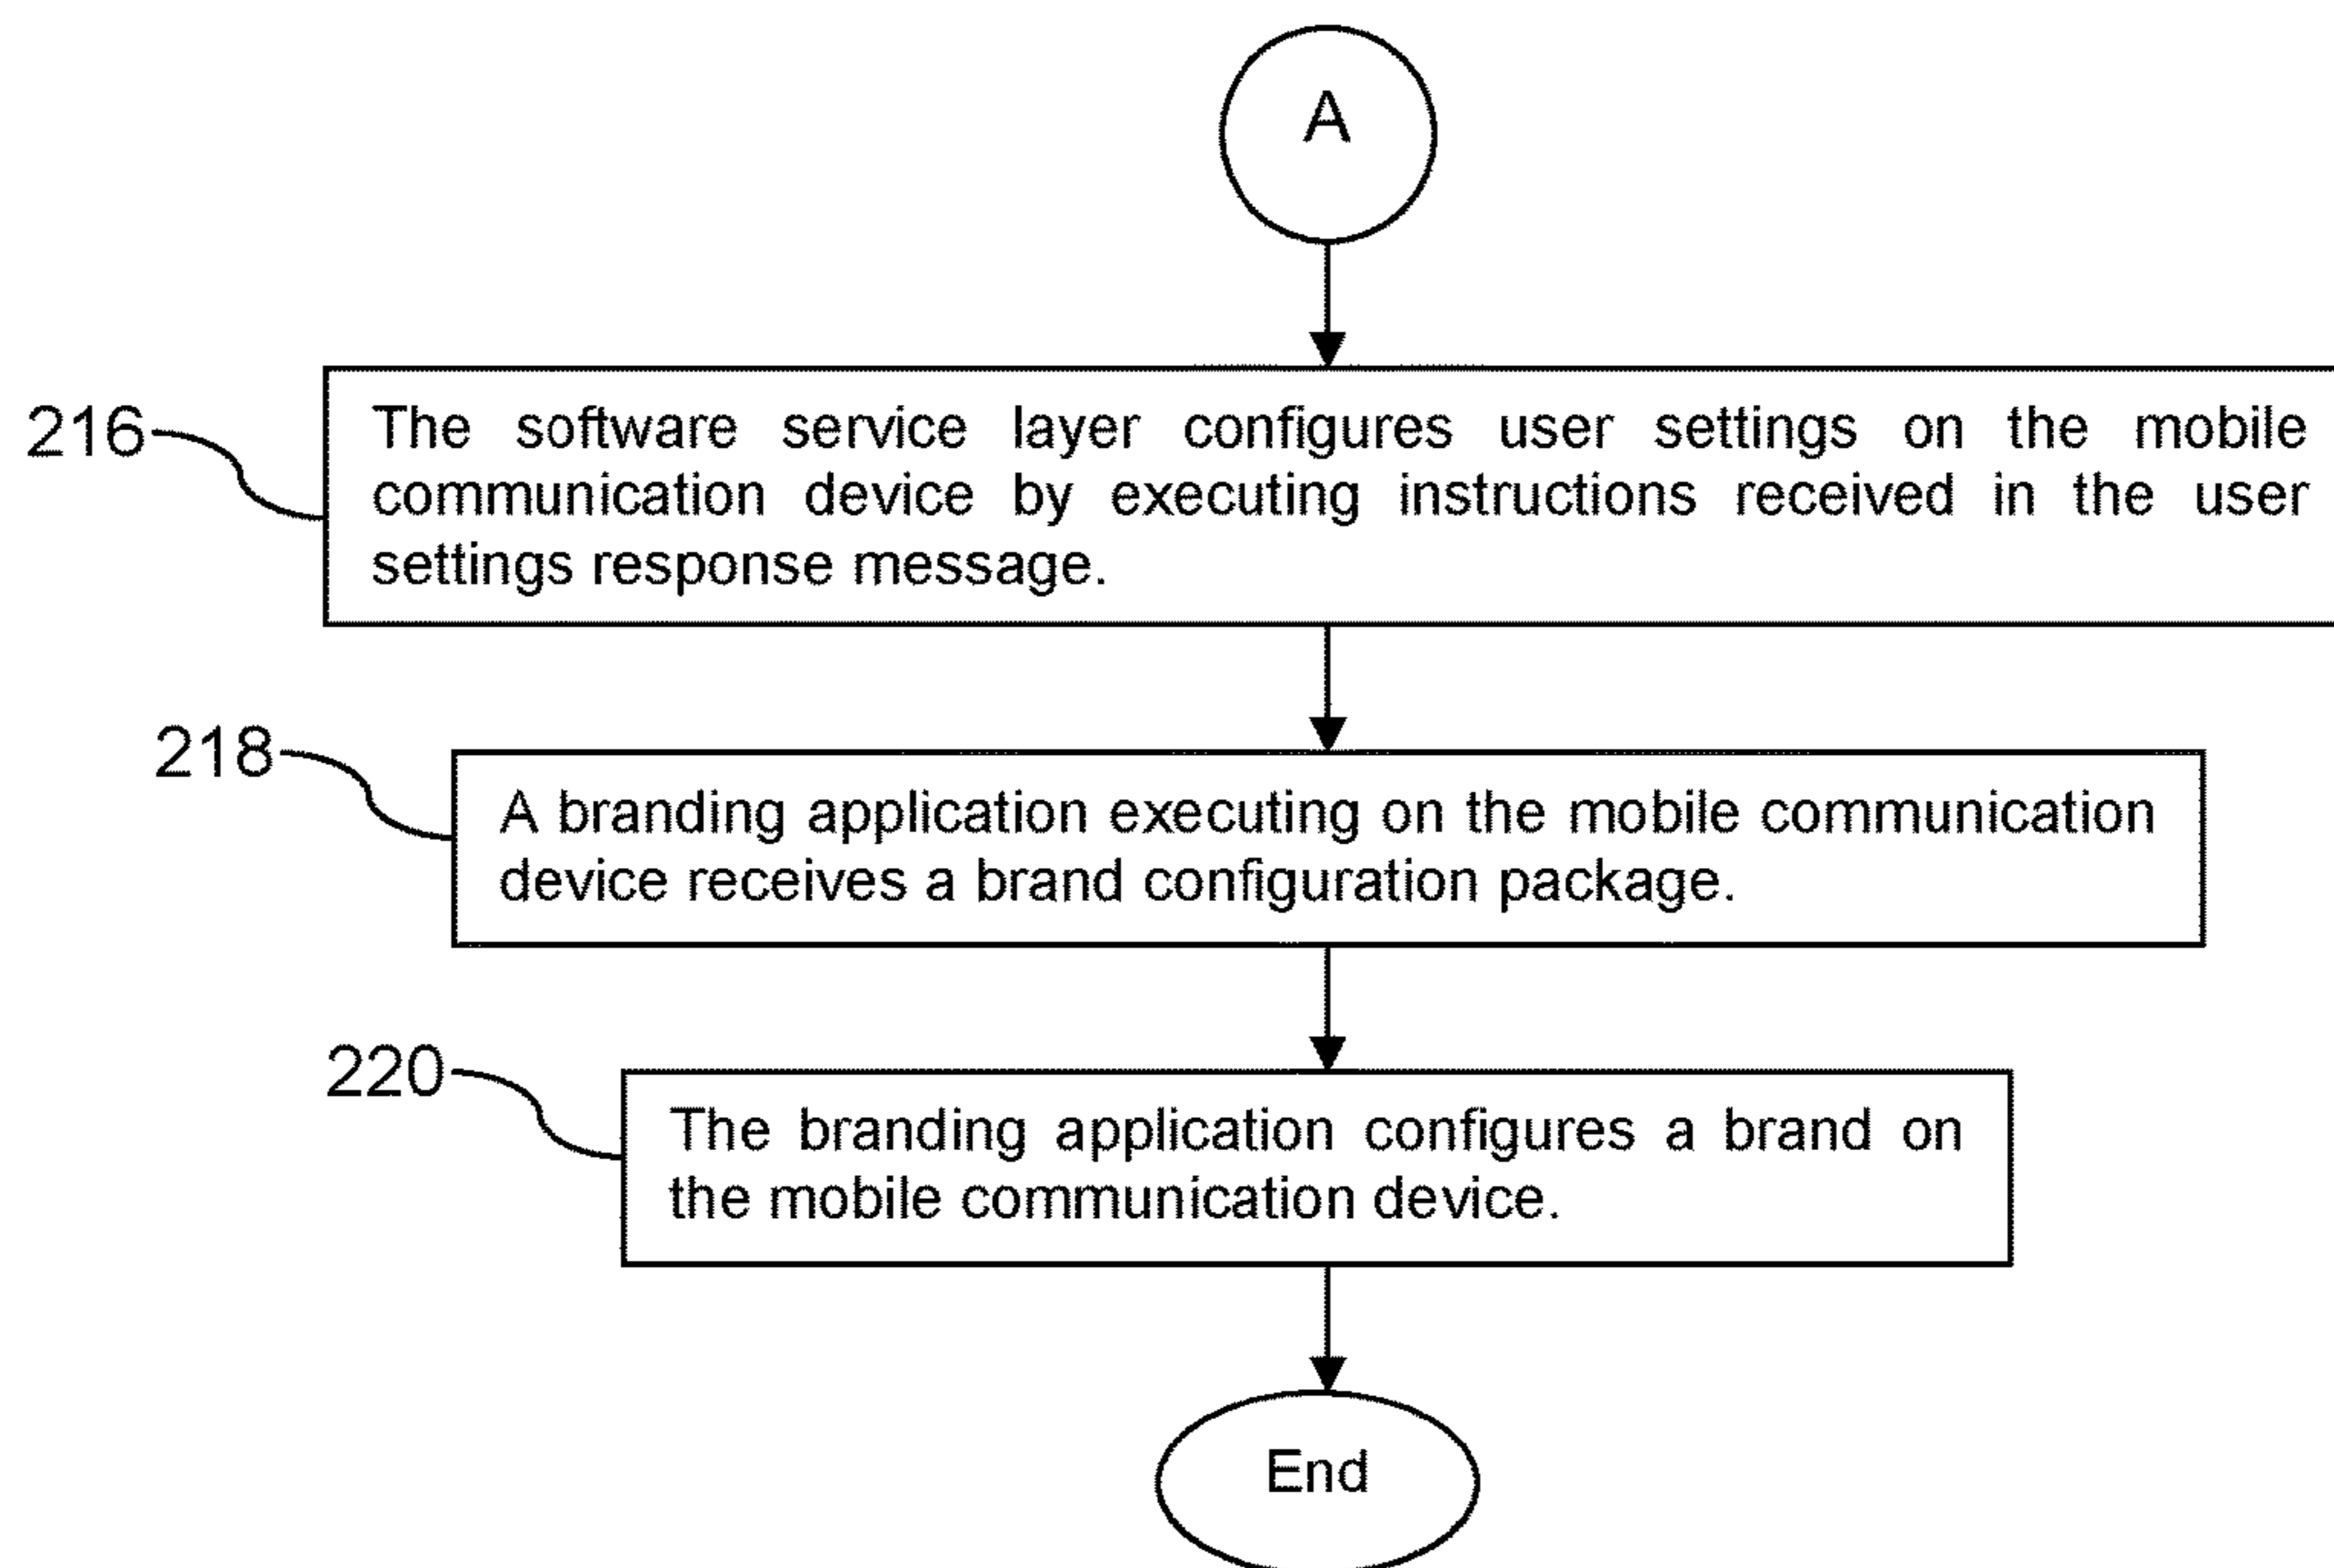 A
216
The software service layer configures user settings on the mobile
communication device by executing instructions received in the user
settings response message.
218
A branding application executing on the mobile communication
device receives a brand configuration package.
220
The branding application configures a brand on
the mobile communication device.
End